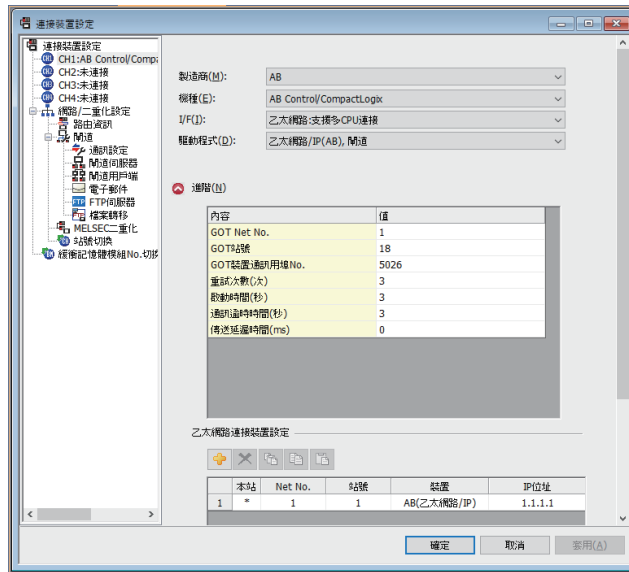 連接裝置設定
連接裝置設定
CH1:AB Control/Comp
CH2:未連接
CH3:未連接
CH4:未連接
網路/二重化設定
路由資訊
閘道
通訊設定
閘道伺服器
閘道用戶端
電子郵件
FTP伺服器
檔案轉移
MELSEC二重化
站號切換
緩衝記憶體模組No.切換
製造商(M): AB
機種(E): AB Control/CompactLogix
I/F(I): 乙太網路:支援多CPU連接
驅動程式(D): 乙太網路/IP(AB), 閘道
進階(N)
內容 值
GOT Net No. 1
GOT站號 18
GOT裝置通訊用埠No. 5026
重試次數(次) 3
啟動時間(秒) 3
通訊逾時時間(秒) 3
傳送延遲時間(ms) 0
乙太網路連接裝置設定
本站 Net No. 站號 裝置 IP位址
1 * 1 1 AB(乙太網路/IP) 1.1.1.1
確定 取消 套用(A)